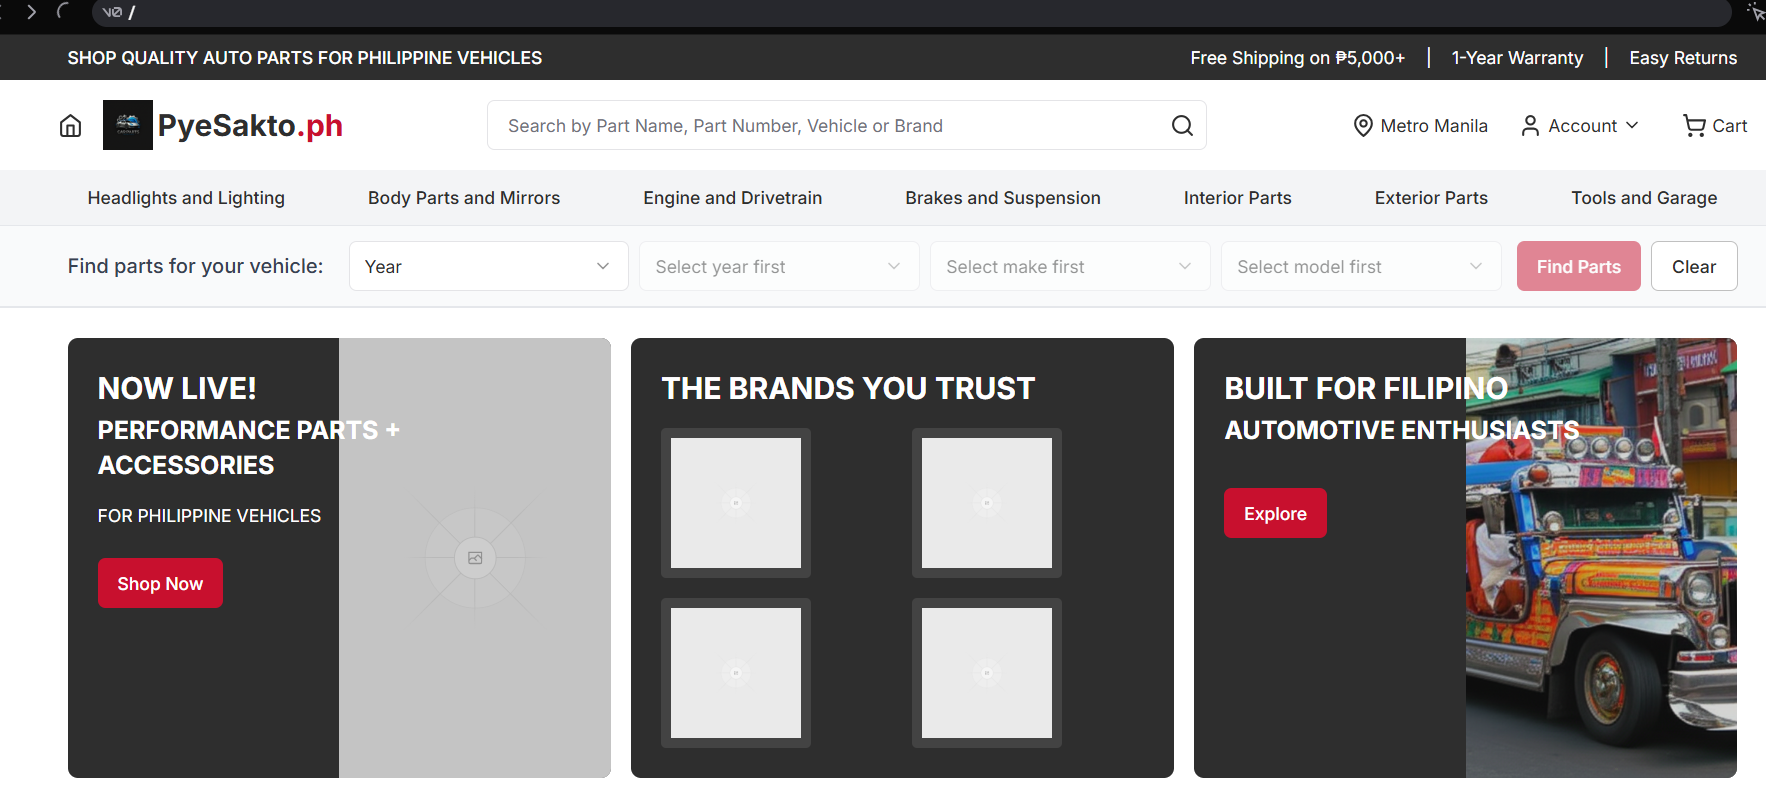 v0 /
SHOP QUALITY AUTO PARTS FOR PHILIPPINE VEHICLES
Free Shipping on ₱5,000+ | 1-Year Warranty | Easy Returns
PyeSakto.ph
Search by Part Name, Part Number, Vehicle or Brand
Metro Manila
Account
Cart
Headlights and Lighting
Body Parts and Mirrors
Engine and Drivetrain
Brakes and Suspension
Interior Parts
Exterior Parts
Tools and Garage
Find parts for your vehicle:
Year
Select year first
Select make first
Select model first
Find Parts
Clear
NOW LIVE!
PERFORMANCE PARTS +
ACCESSORIES
FOR PHILIPPINE VEHICLES
Shop Now
THE BRANDS YOU TRUST
BUILT FOR FILIPINO
AUTOMOTIVE ENTHUSIASTS
Explore